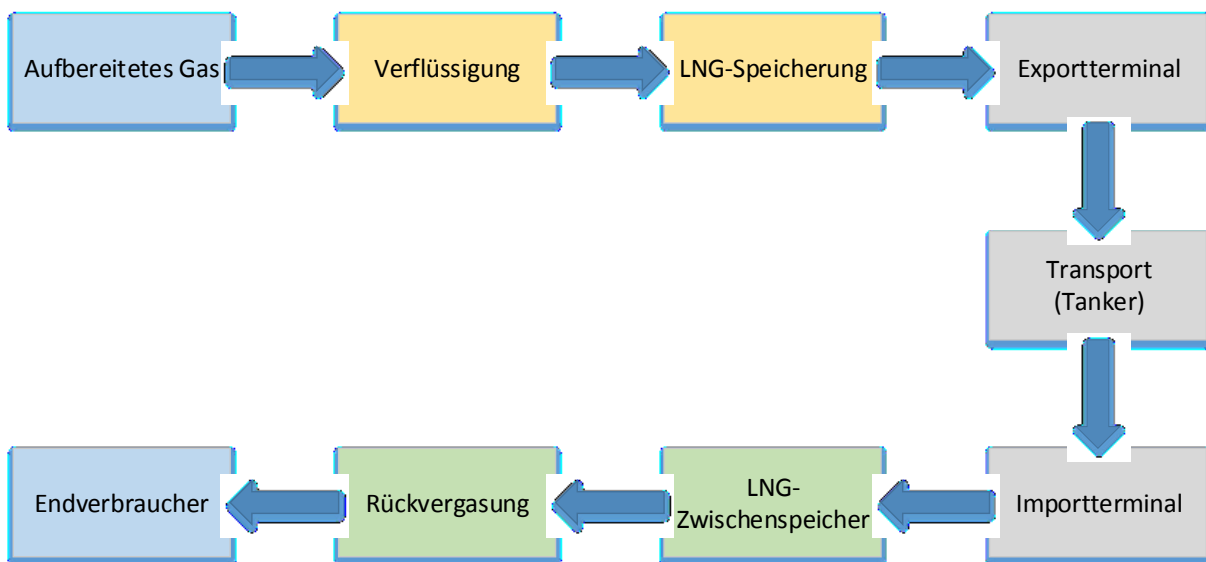 Aufbereitetes Gas
Verflüssigung
LNG-Speicherung
Exportterminal
Transport
(Tanker)
Importterminal
LNG-
Zwischenspeicher
Rückvergasung
Endverbraucher